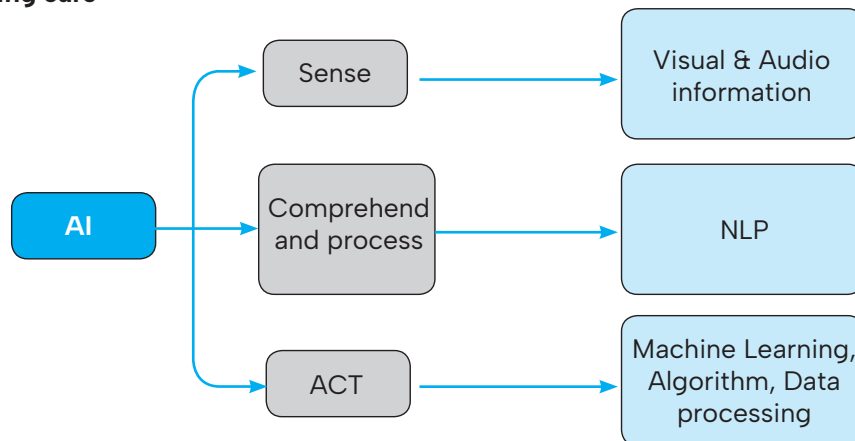 Sense
Visual & Audio
information
AI
Comprehend
and process
NLP
ACT
Machine Learning,
Algorithm, Data
processing